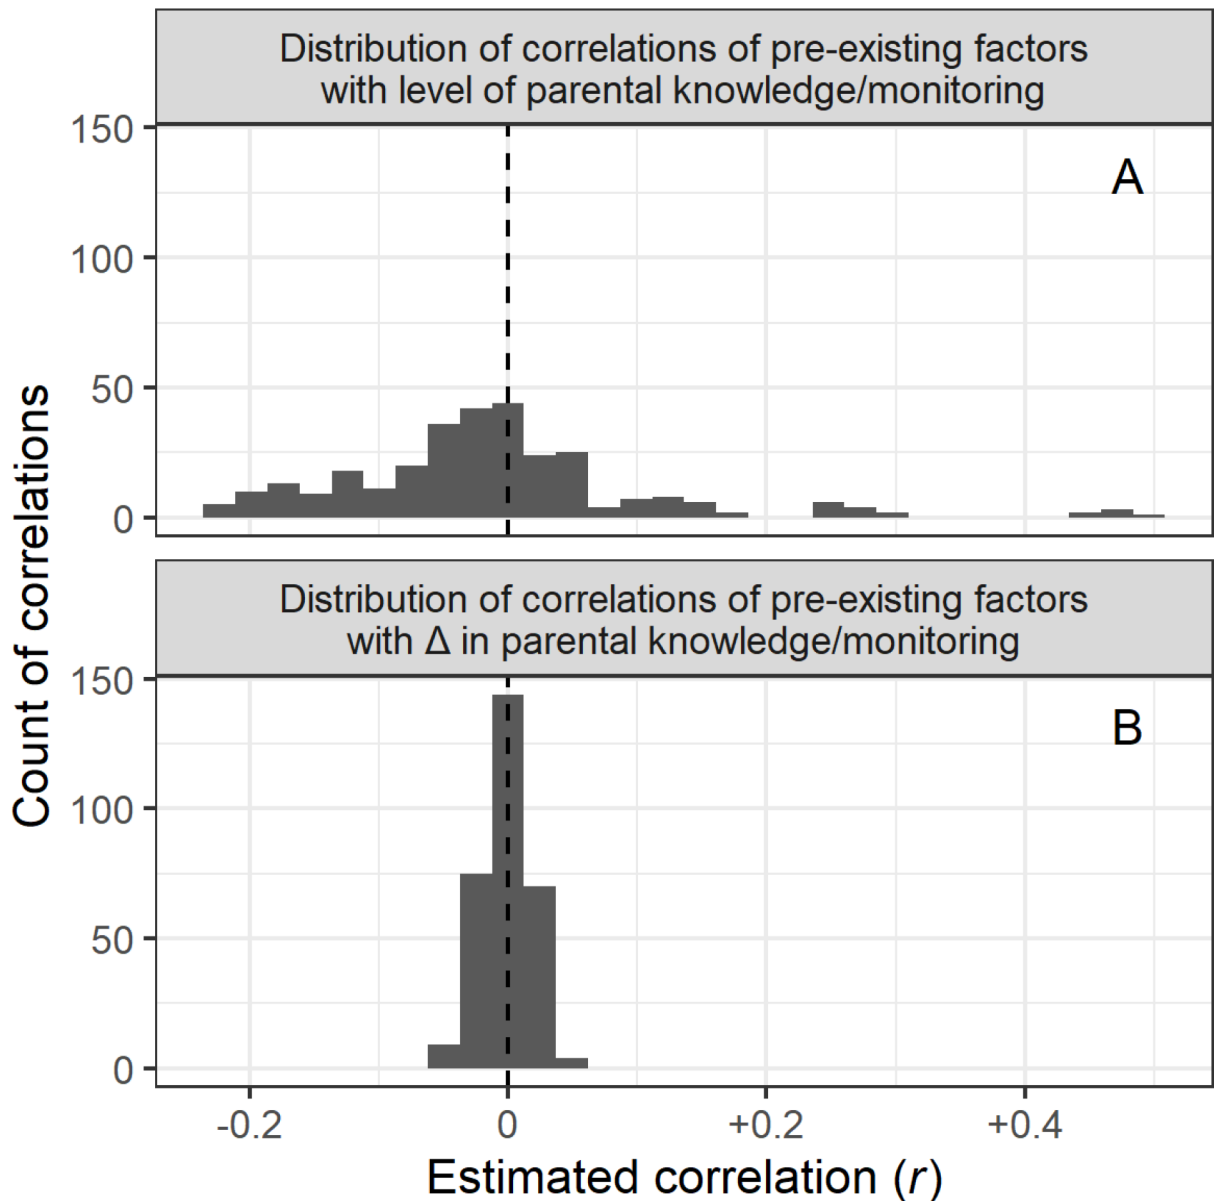 Distribution of correlations of pre-existing factors
with level of parental knowledge/monitoring
150
100
50
0
A
Distribution of correlations of pre-existing factors
with Δ in parental knowledge/monitoring
150
100
50
0
B
Count of correlations
-0.2
0
+0.2
+0.4
Estimated correlation (r)